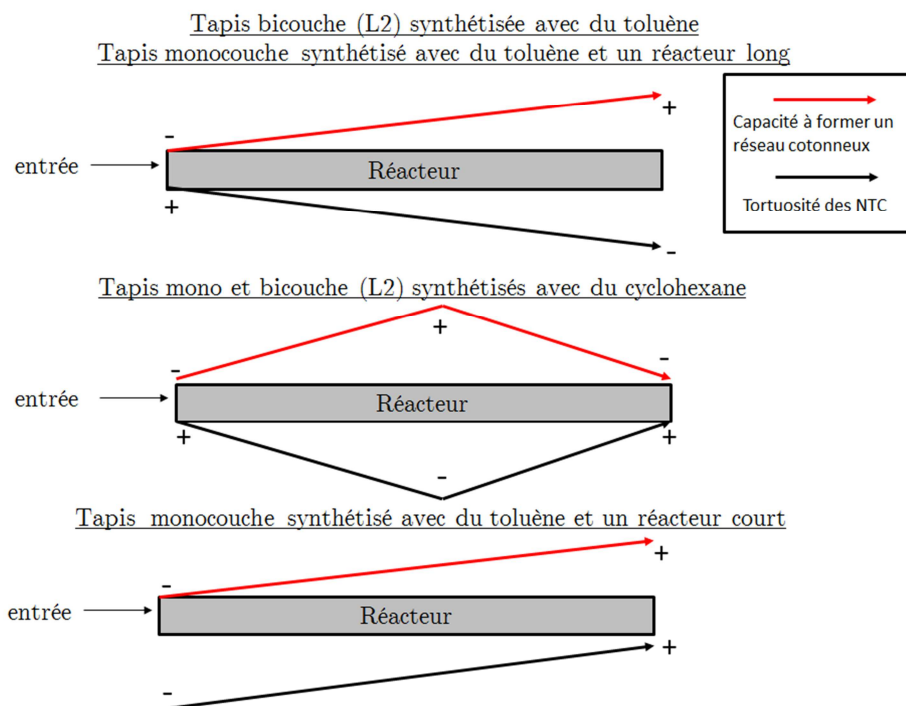 Tapis bicouche (L2) synthétisée avec du toluène
Tapis monocouche synthétisé avec du toluène et un réacteur long
-
+
entrée
Réacteur
+
-
Capacité à former un
réseau cotonneux
Tortuosité des NTC
Tapis mono et bicouche (L2) synthétisés avec du cyclohexane
+
-
-
entrée
Réacteur
+
+
-
Tapis monocouche synthétisé avec du toluène et un réacteur court
+
-
entrée
Réacteur
+
-